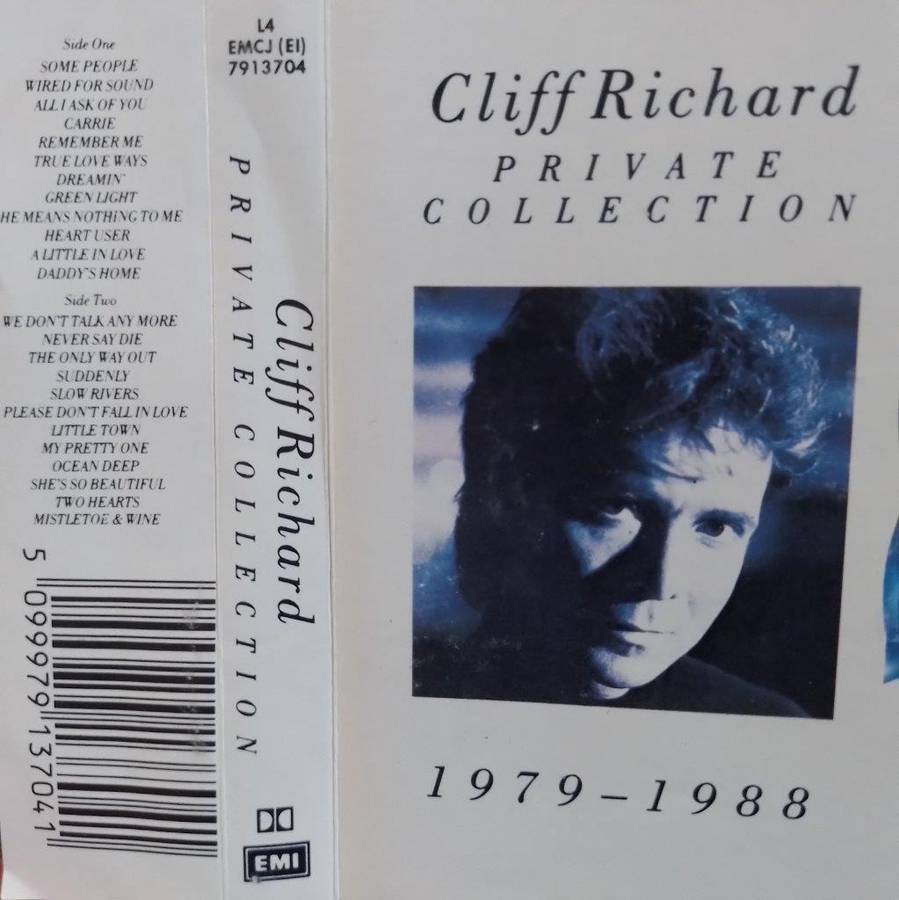 Side One
SOME PEOPLE
WIRED FOR SOUND
ALL I ASK OF YOU
CARRIE
REMEMBER ME
TRUE LOVE WAYS
DREAMIN'
GREEN LIGHT
HE MEANS NOTHING TO ME
HEART USER
A LITTLE IN LOVE
DADDY'S HOME
Side Two
WE DON'T TALK ANY MORE
NEVER SAY DIE
THE ONLY WAY OUT
SUDDENLY
SLOW RIVERS
PLEASE DON'T FALL IN LOVE
LITTLE TOWN
MY PRETTY ONE
OCEAN DEEP
SHE'S SO BEAUTIFUL
TWO HEARTS
MISTLETOE & WINE
5 099979 137041
L4
EMCJ (EI)
7913704
Cliff Richard
PRIVATE COLLECTION
EMI
Cliff Richard
PRIVATE
COLLECTION
1979-1988